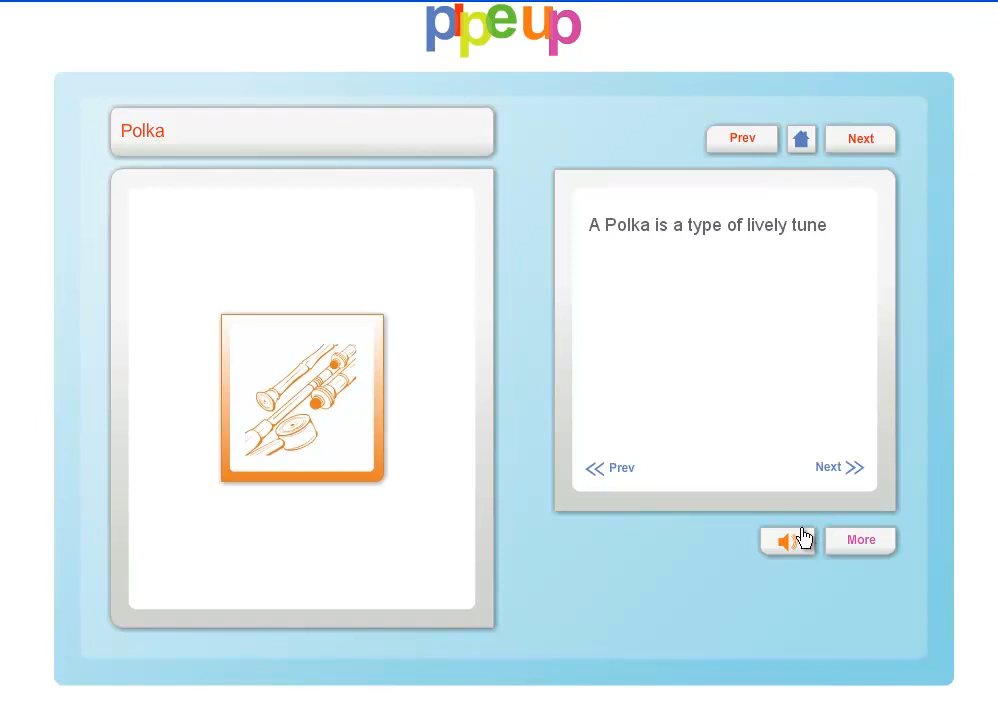 pipeup
Polka
Prev
Next
A Polka is a type of lively tune
Prev
Next
More